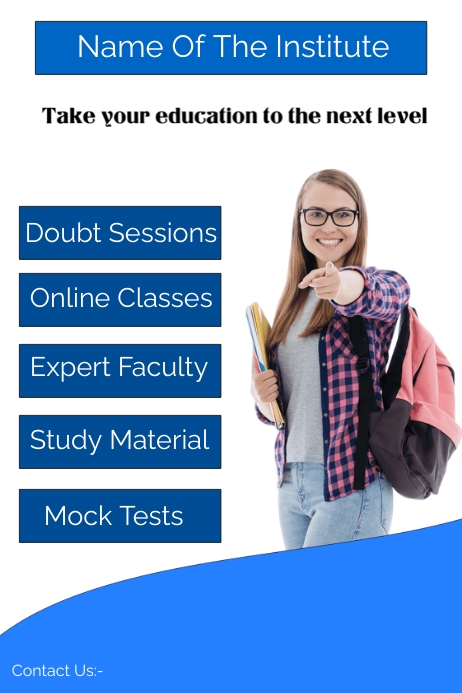 Name Of The Institute
Take your education to the next level
Doubt Sessions
Online Classes
Expert Faculty
Study Material
Mock Tests
Contact Us:-